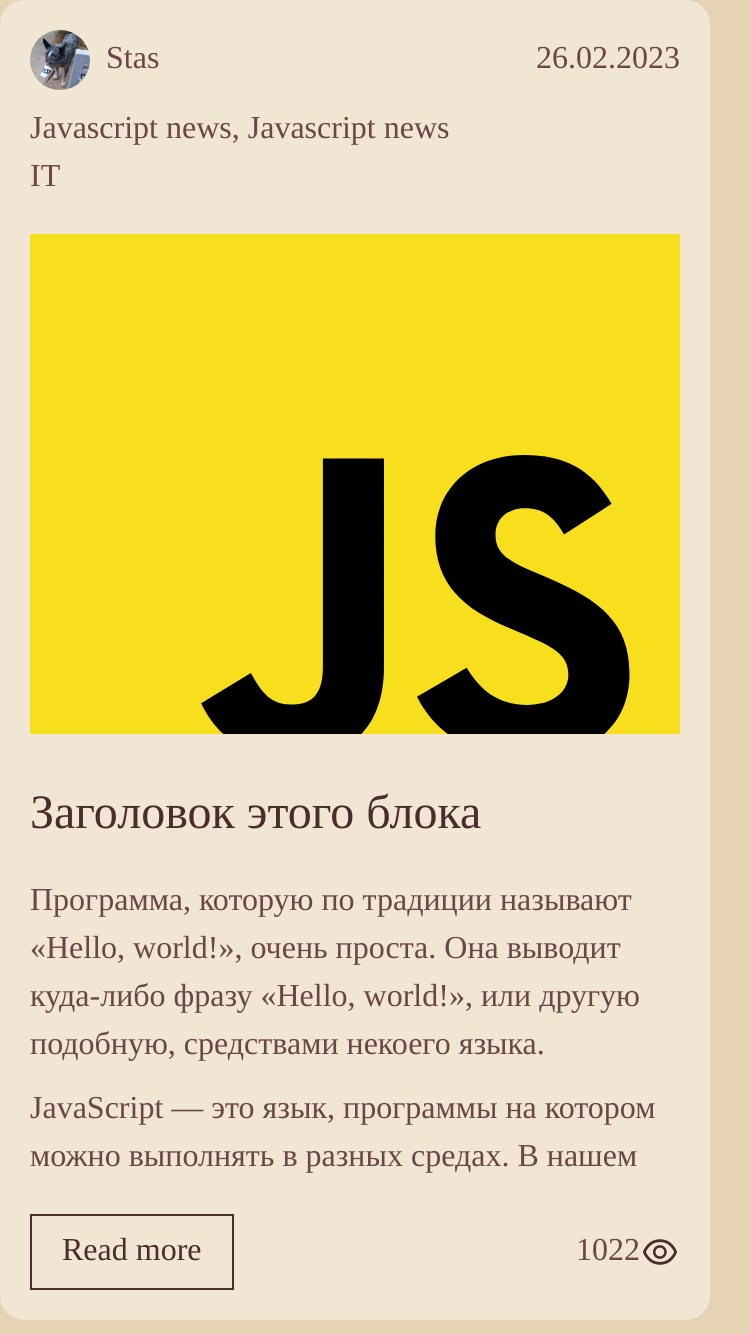 Stas 26.02.2023
Javascript news, Javascript news
IT
JS
Заголовок этого блока
Программа, которую по традиции называют
«Hello, world!», очень проста. Она выводит
куда-либо фразу «Hello, world!», или другую
подобную, средствами некоего языка.
JavaScript — это язык, программы на котором
можно выполнять в разных средах. В нашем
Read more 1022